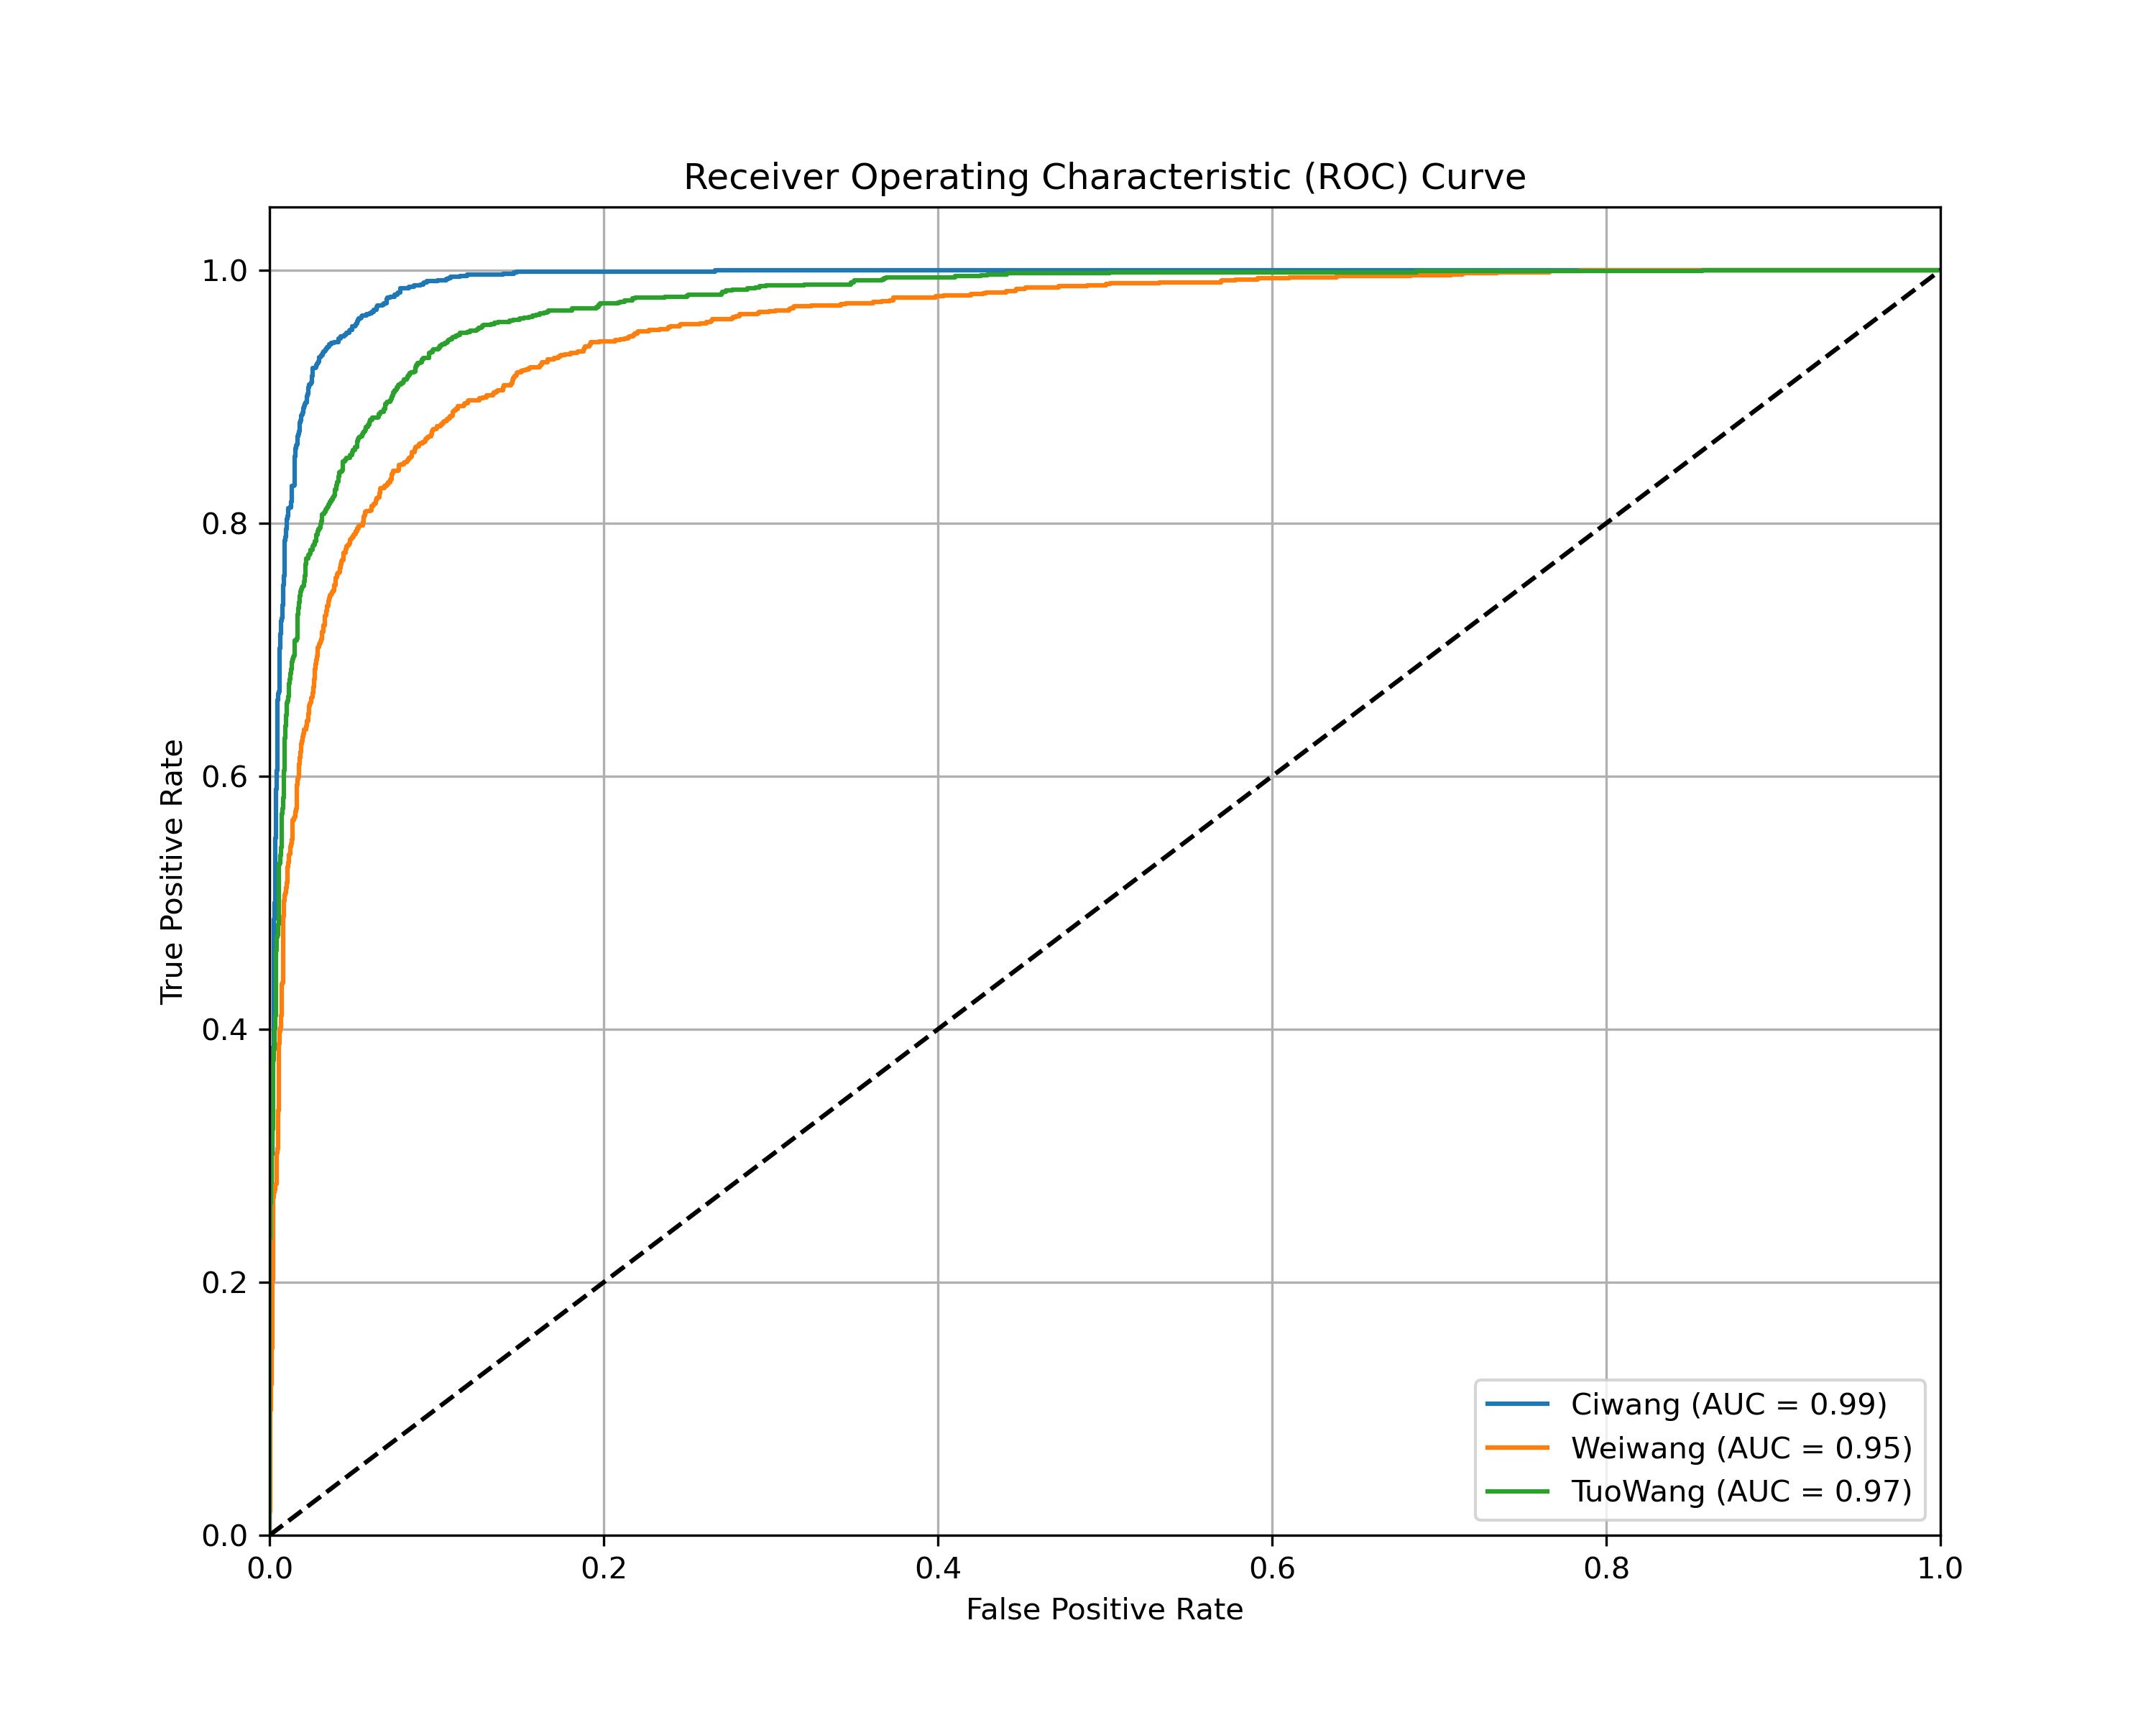 Receiver Operating Characteristic (ROC) Curve
True Positive Rate
1.0
0.8
0.6
0.4
0.2
0.0
0.0 0.2 0.4 0.6 0.8 1.0
False Positive Rate
Ciwang (AUC = 0.99)
Weiwang (AUC = 0.95)
TuoWang (AUC = 0.97)